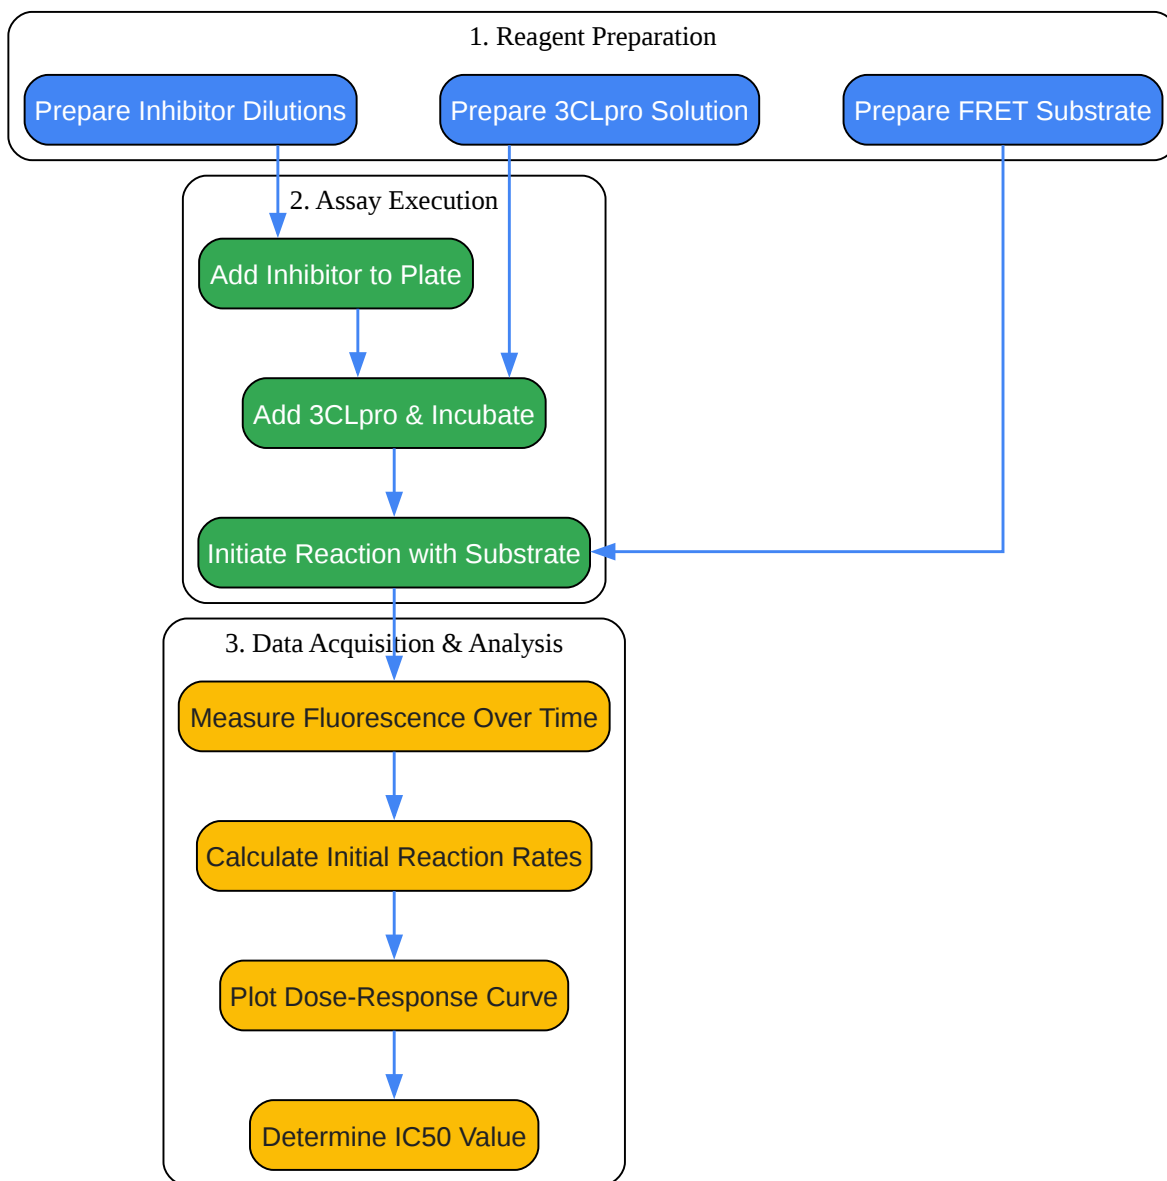 1. Reagent Preparation
Prepare Inhibitor Dilutions
Prepare 3CLpro Solution
Prepare FRET Substrate
2. Assay Execution
Add Inhibitor to Plate
Add 3CLpro & Incubate
Initiate Reaction with Substrate
3. Data Acquisition & Analysis
Measure Fluorescence Over Time
Calculate Initial Reaction Rates
Plot Dose-Response Curve
Determine IC50 Value